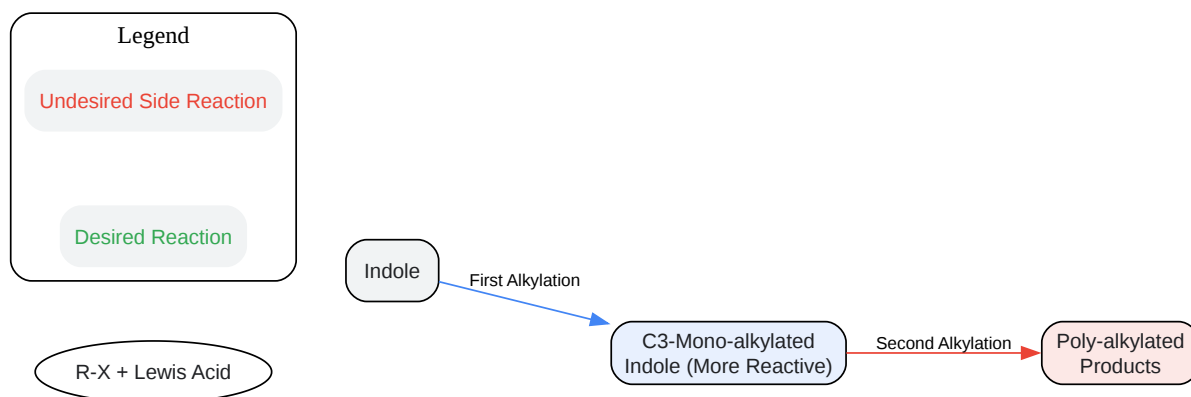 Legend
Undesired Side Reaction
Desired Reaction
R-X + Lewis Acid
Indole
First Alkylation
C3-Mono-alkylated
Indole (More Reactive)
Second Alkylation
Poly-alkylated
Products